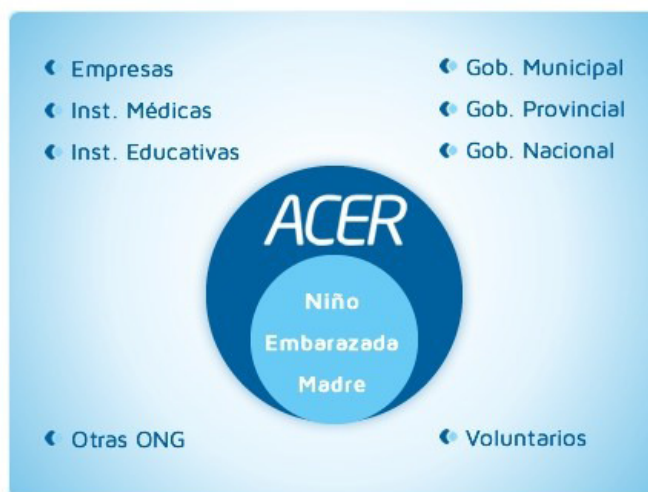 Empresas
Inst. Médicas
Inst. Educativas
Gob. Municipal
Gob. Provincial
Gob. Nacional
ACER
Niño
Embarazada
Madre
Otras ONG
Voluntarios